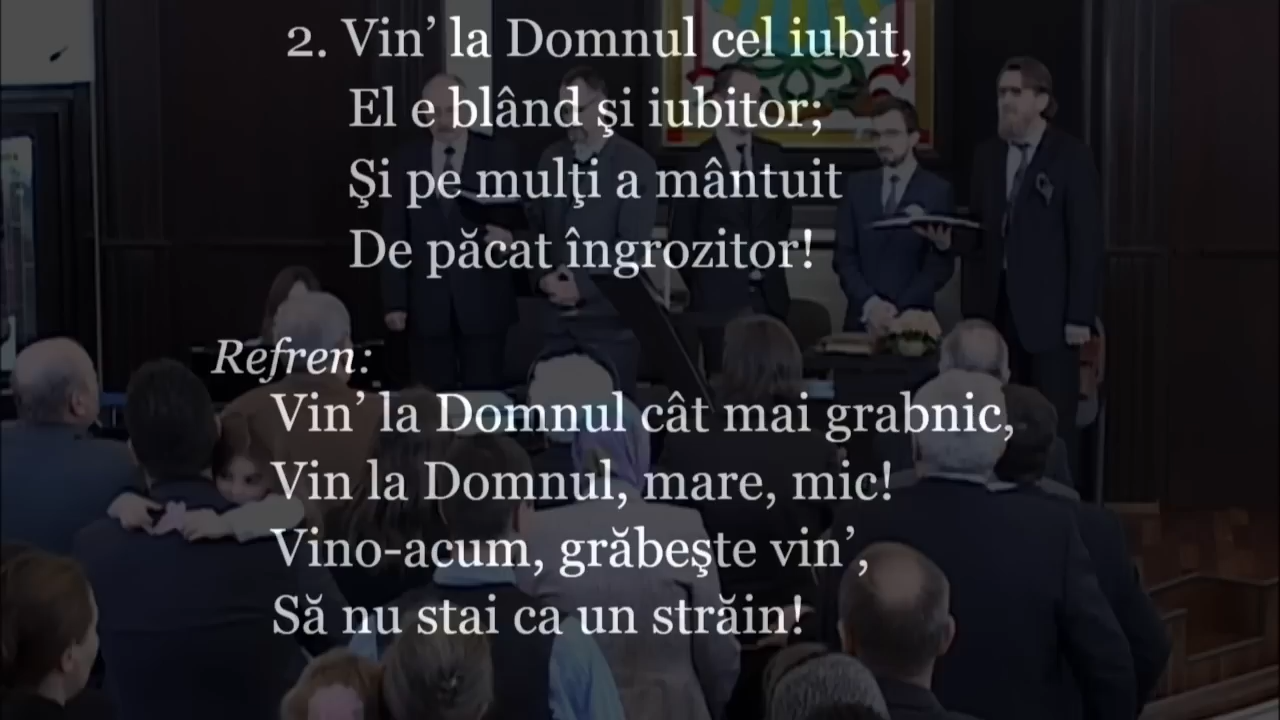 2. Vin’ la Domnul cel iubit,
El e blând şi iubitor;
Şi pe mulţi a mântuit
De păcat îngrozitor!
Refren:
Vin’ la Domnul cât mai grabnic,
Vin la Domnul, mare, mic!
Vino-acum, grăbeşte vin’,
Să nu stai ca un străin!